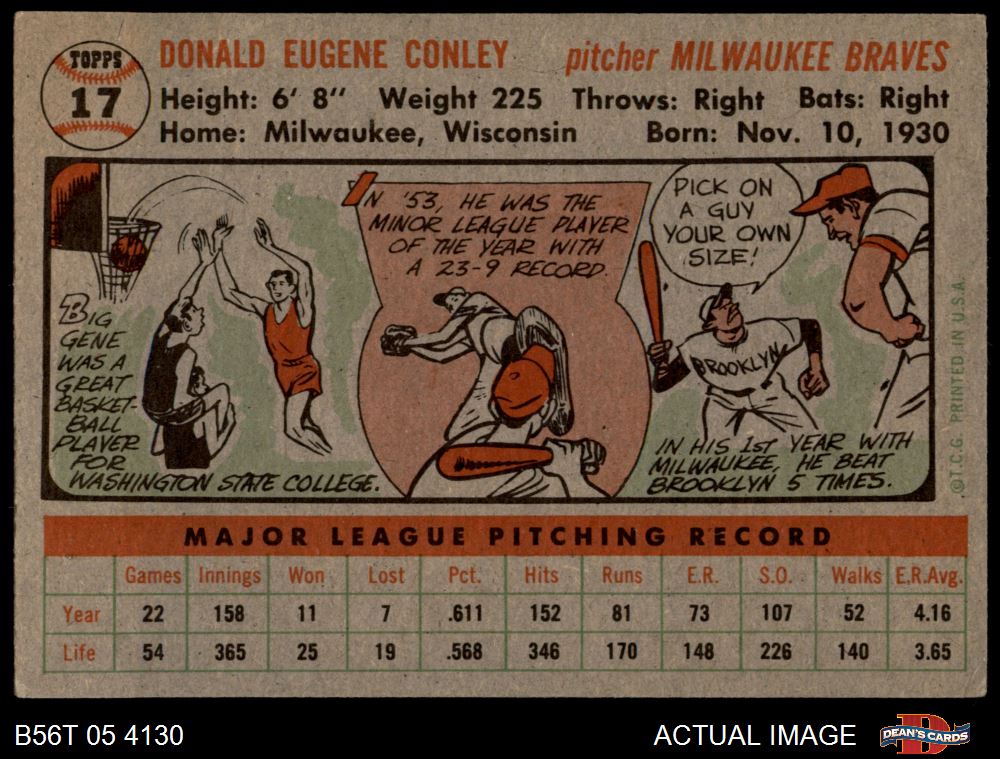 TOPPS
17
DONALD EUGENE CONLEY pitcher MILWAUKEE BRAVES
Height: 6' 8" Weight 225 Throws: Right Bats: Right
Home: Milwaukee, Wisconsin Born: Nov. 10, 1930
BIG
GENE
WAS A
GREAT
BASKET-
BALL
PLAYER
FOR
WASHINGTON STATE COLLEGE.
IN '53, HE WAS THE
MINOR LEAGUE PLAYER
OF THE YEAR WITH
A 23-9 RECORD.
PICK ON
A GUY
YOUR OWN
SIZE!
BROOKLYN
IN HIS 1ST YEAR WITH
MILWAUKEE, HE BEAT
BROOKLYN 5 TIMES.
©T.C.G. PRINTED IN U.S.A.
MAJOR LEAGUE PITCHING RECORD
Games Innings Won Lost Pct. Hits Runs E.R. S.O. Walks E.R.Avg.
Year 22 158 11 7 .611 152 81 73 107 52 4.16
Life 54 365 25 19 .568 346 170 148 226 140 3.65
B56T 05 4130 ACTUAL IMAGE
D
DEAN'S CARDS